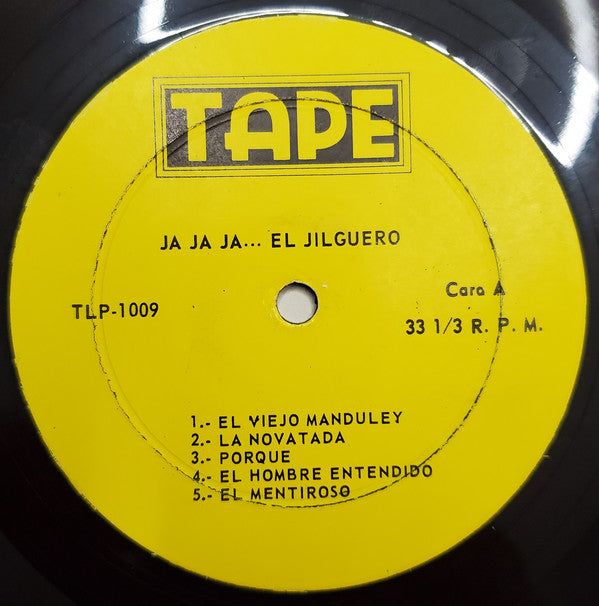 TAPE
JA JA JA... EL JILGUERO
TLP-1009
Cara A
33 1/3 R. P. M.
1.- EL VIEJO MANDULEY
2.- LA NOVATADA
3.- PORQUE
4.- EL HOMBRE ENTENDIDO
5.- EL MENTIROSO